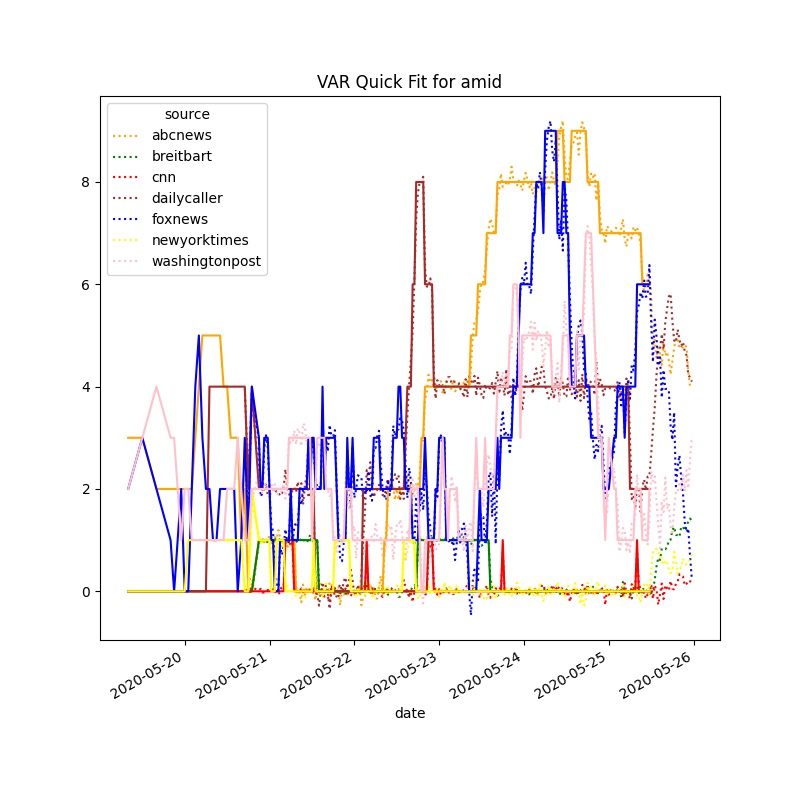 VAR Quick Fit for amid
source
abcnews
breitbart
cnn
dailycaller
foxnews
newyorktimes
washingtonpost
8
6
4
2
0
2020-05-20
2020-05-21
2020-05-22
2020-05-23
2020-05-24
2020-05-25
2020-05-26
date